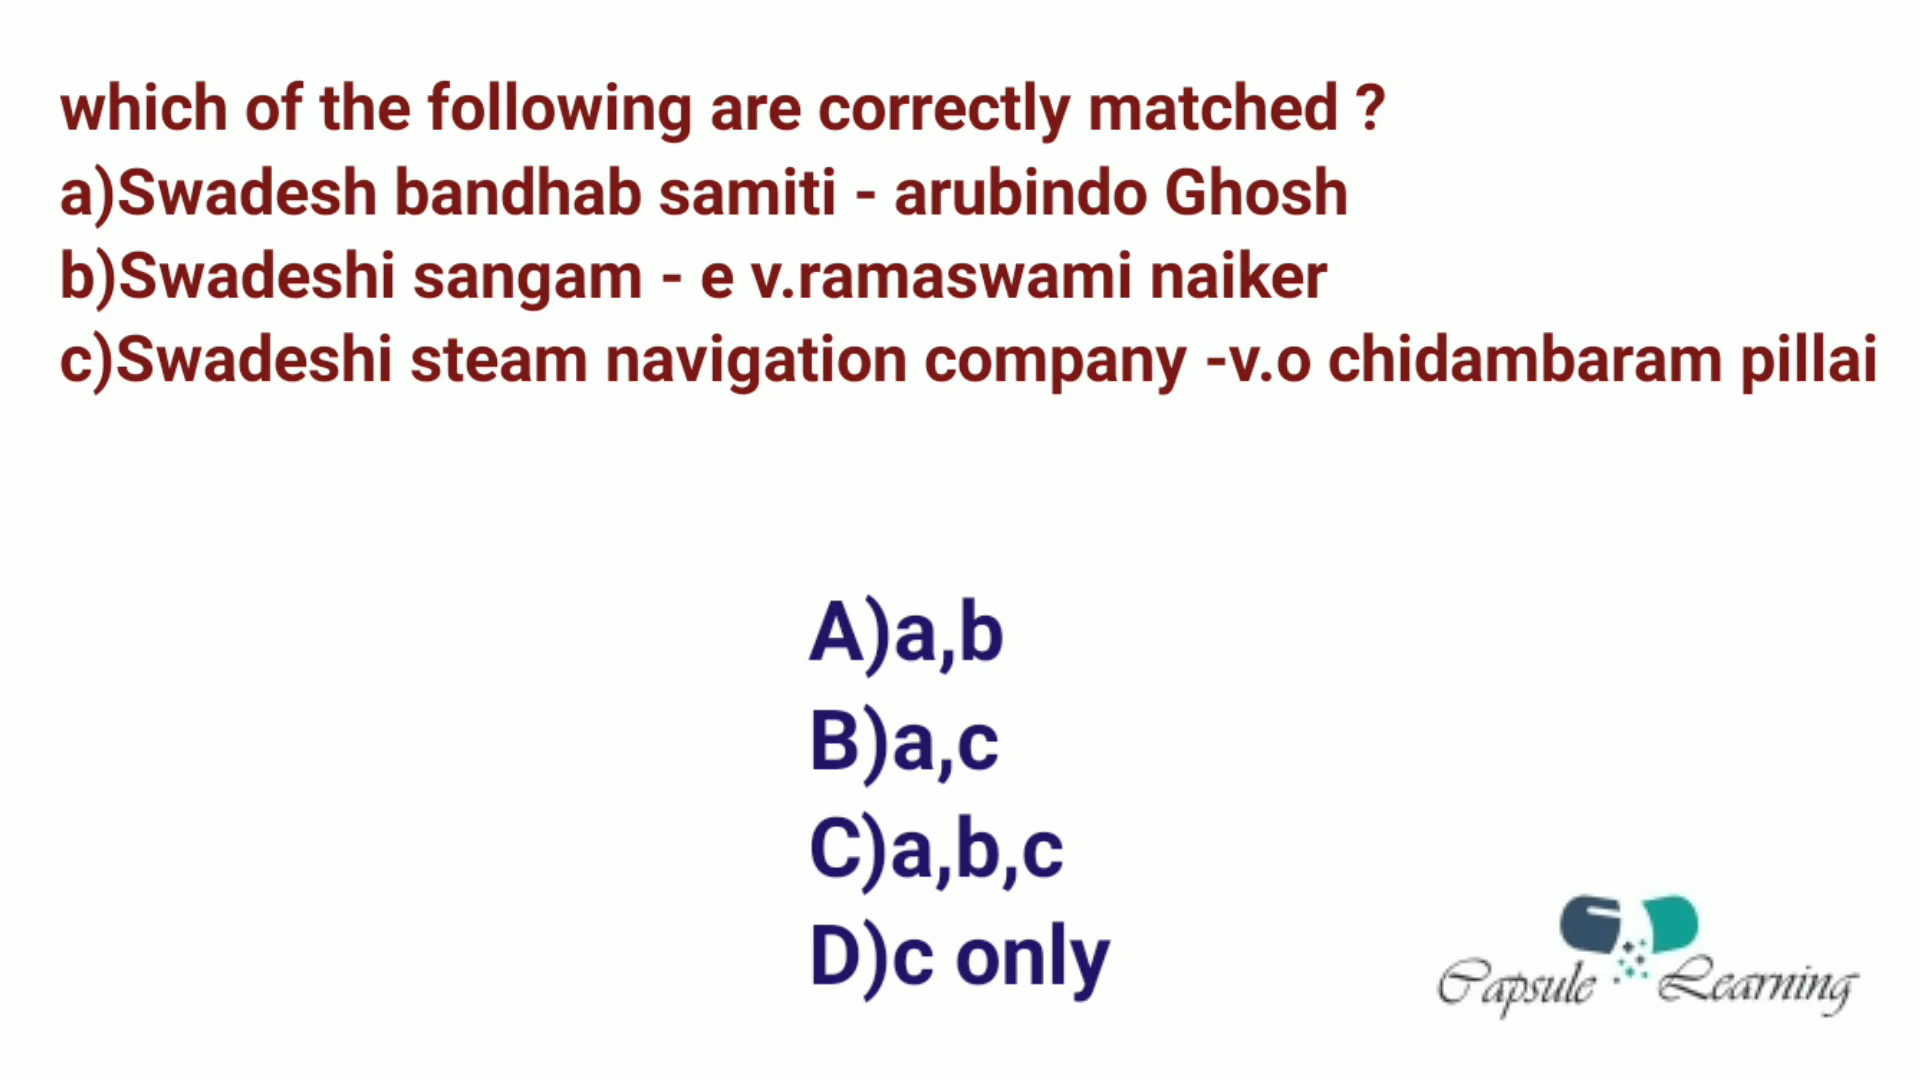 which of the following are correctly matched ?
a)Swadesh bandhab samiti - arubindo Ghosh
b)Swadeshi sangam - e v.ramaswami naiker
c)Swadeshi steam navigation company -v.o chidambaram pillai
A)a,b
B)a,c
C)a,b,c
D)c only
Capsule Learning